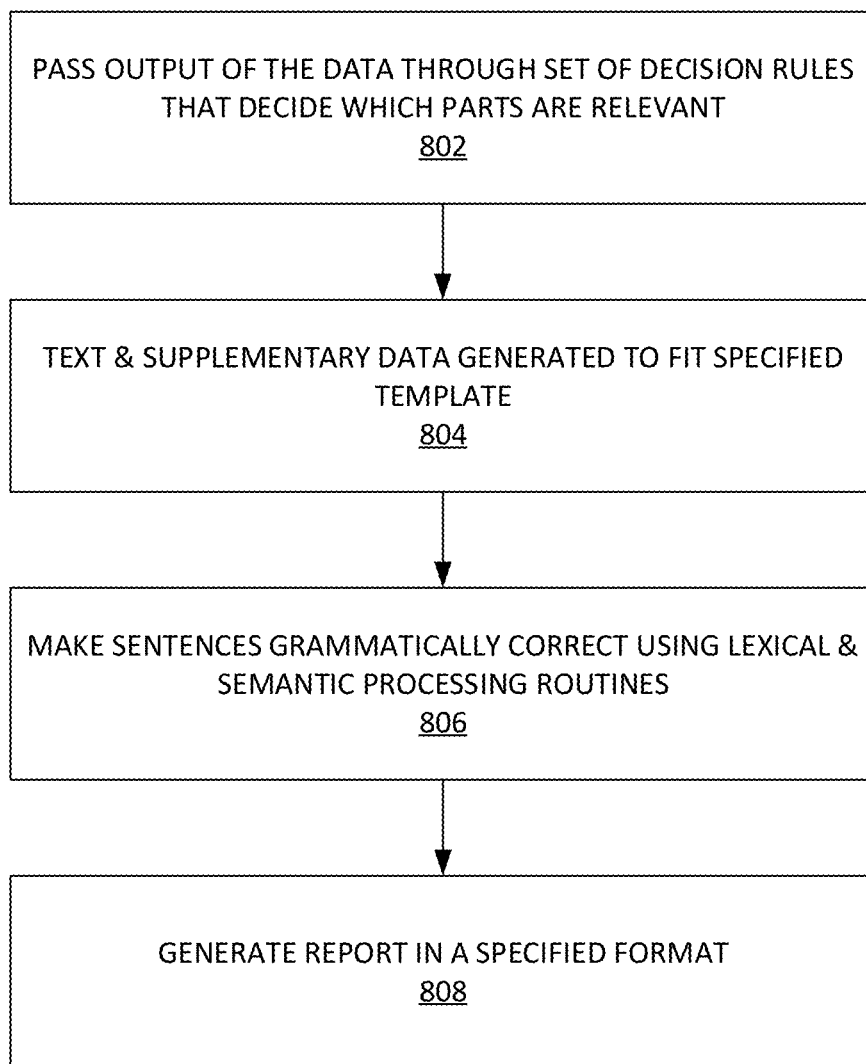 PASS OUTPUT OF THE DATA THROUGH SET OF DECISION RULES
THAT DECIDE WHICH PARTS ARE RELEVANT
802
TEXT & SUPPLEMENTARY DATA GENERATED TO FIT SPECIFIED
TEMPLATE
804
MAKE SENTENCES GRAMMATICALLY CORRECT USING LEXICAL &
SEMANTIC PROCESSING ROUTINES
806
GENERATE REPORT IN A SPECIFIED FORMAT
808